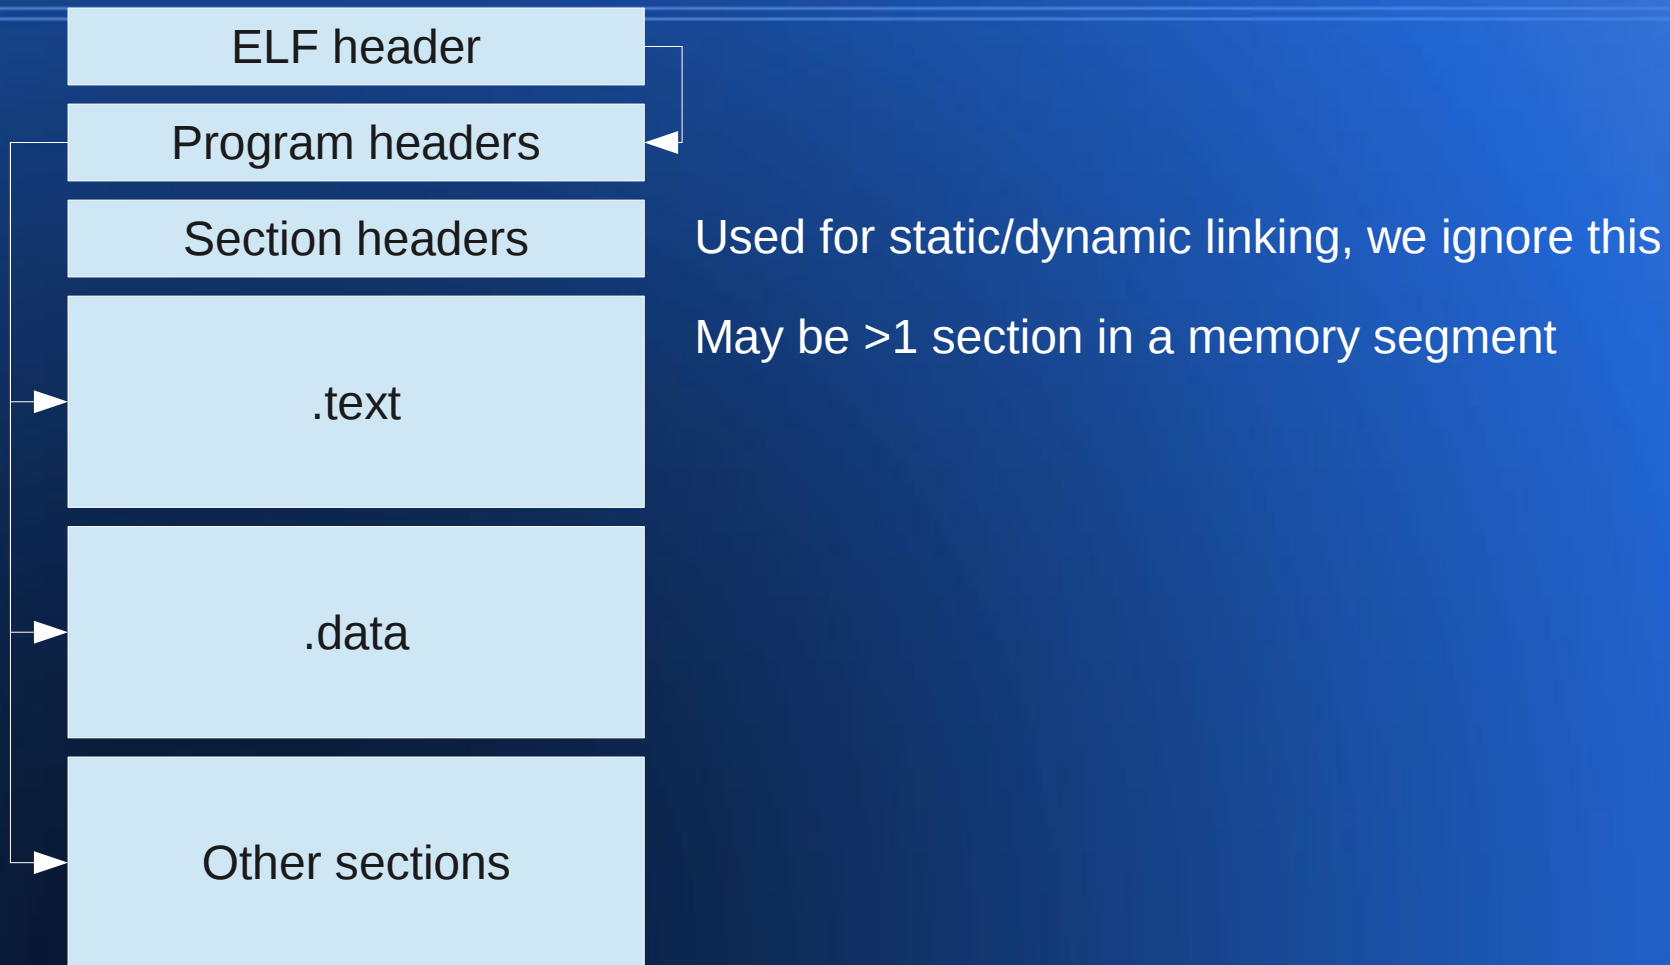 ELF header
Program headers
Section headers
Used for static/dynamic linking, we ignore this
May be >1 section in a memory segment
.text
.data
Other sections